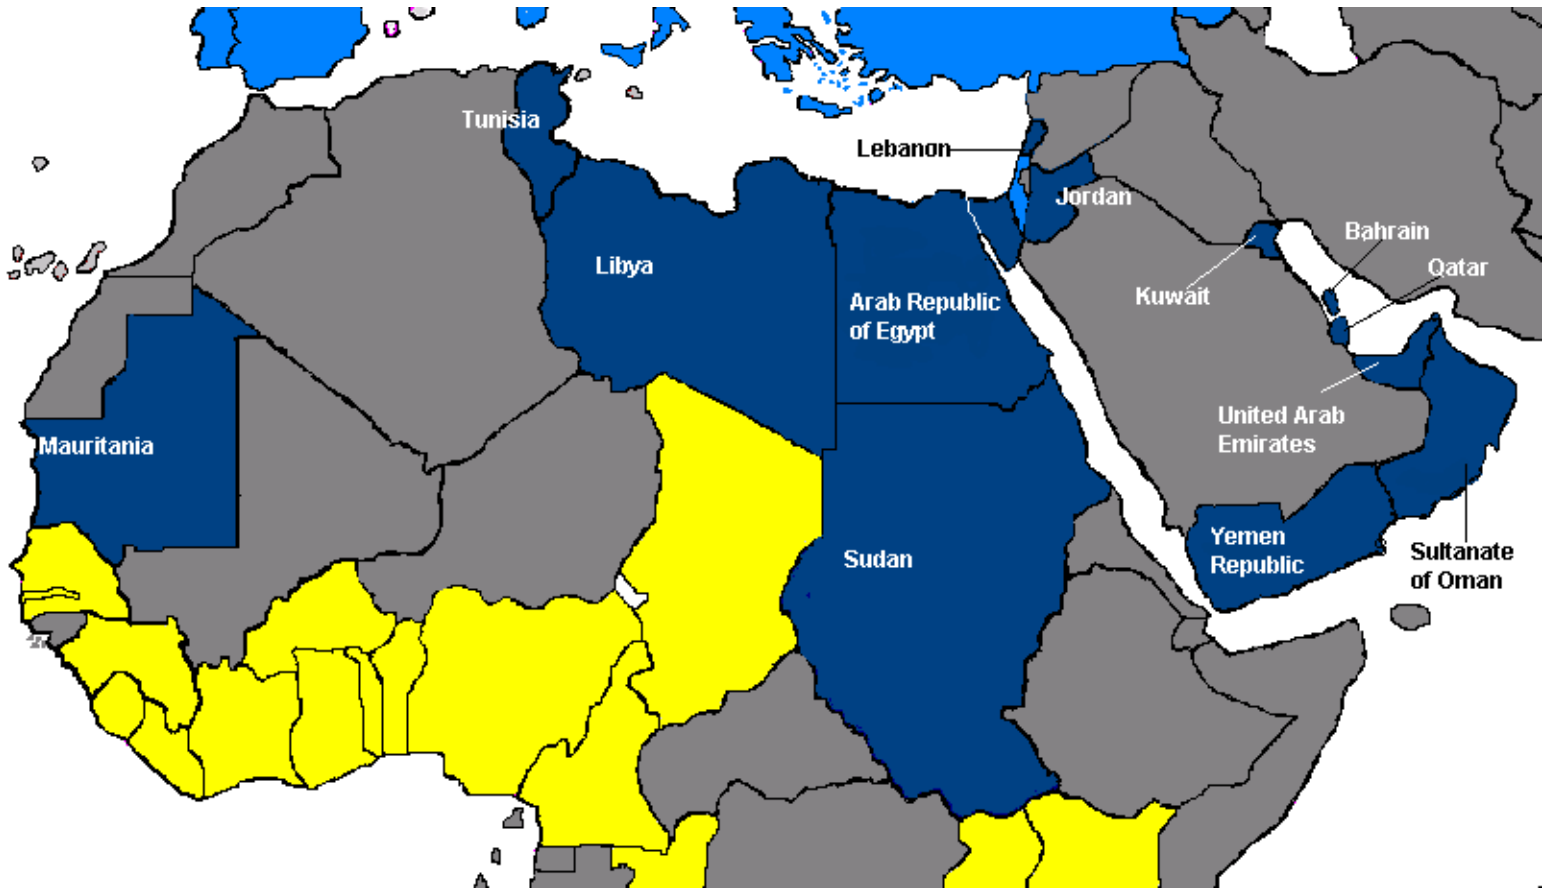 Tunisia
Lebanon
Jordan
Bahrain
Libya
Qatar
Kuwait
Arab Republic
of Egypt
United Arab
Emirates
Mauritania
Sudan
Yemen
Republic
Sultanate
of Oman